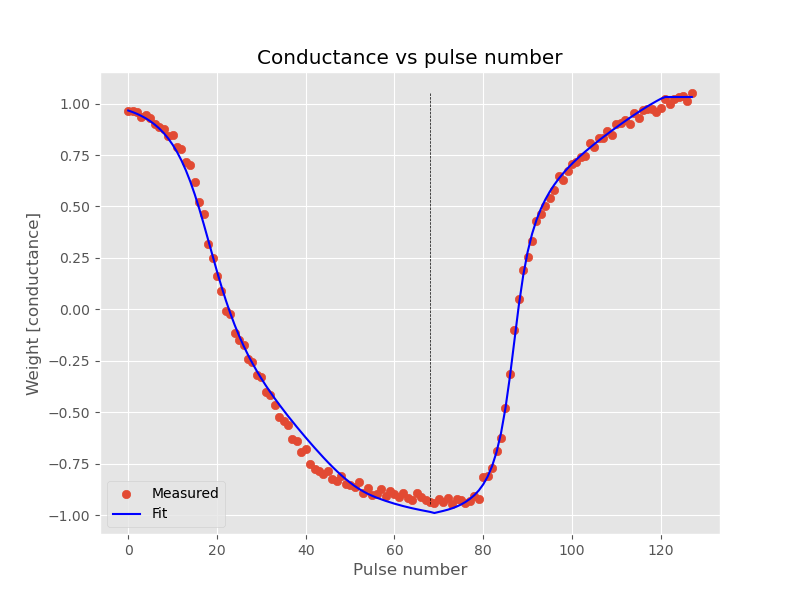 Conductance vs pulse number
Weight [conductance]
1.00
0.75
0.50
0.25
0.00
−0.25
−0.50
−0.75
−1.00
Measured
Fit
0 20 40 60 80 100 120
Pulse number